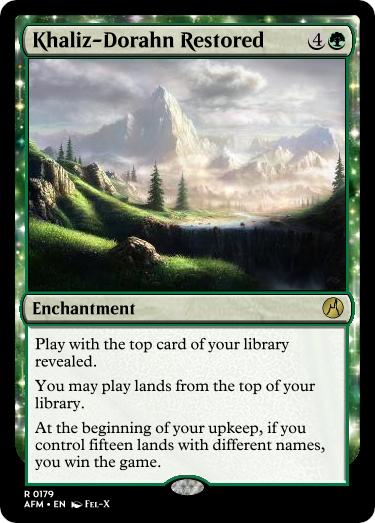 Khaliz-Dorahn Restored 4
Enchantment
Play with the top card of your library
revealed.
You may play lands from the top of your
library.
At the beginning of your upkeep, if you
control fifteen lands with different names,
you win the game.
R 0179
AFM • EN Fel-X